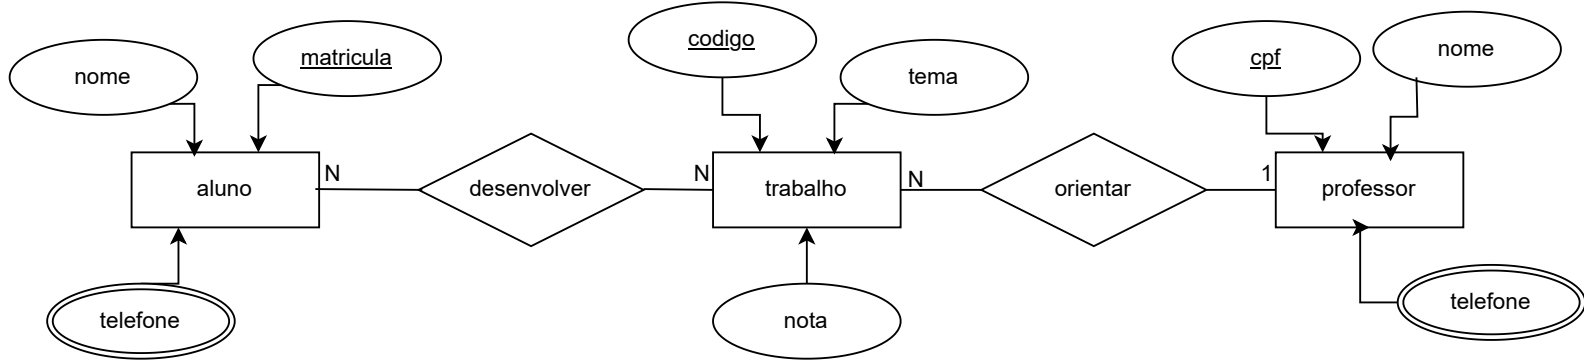 nome
matricula
codigo
tema
cpf
nome
aluno
N
desenvolver
N
trabalho
N
orientar
1
professor
telefone
nota
telefone